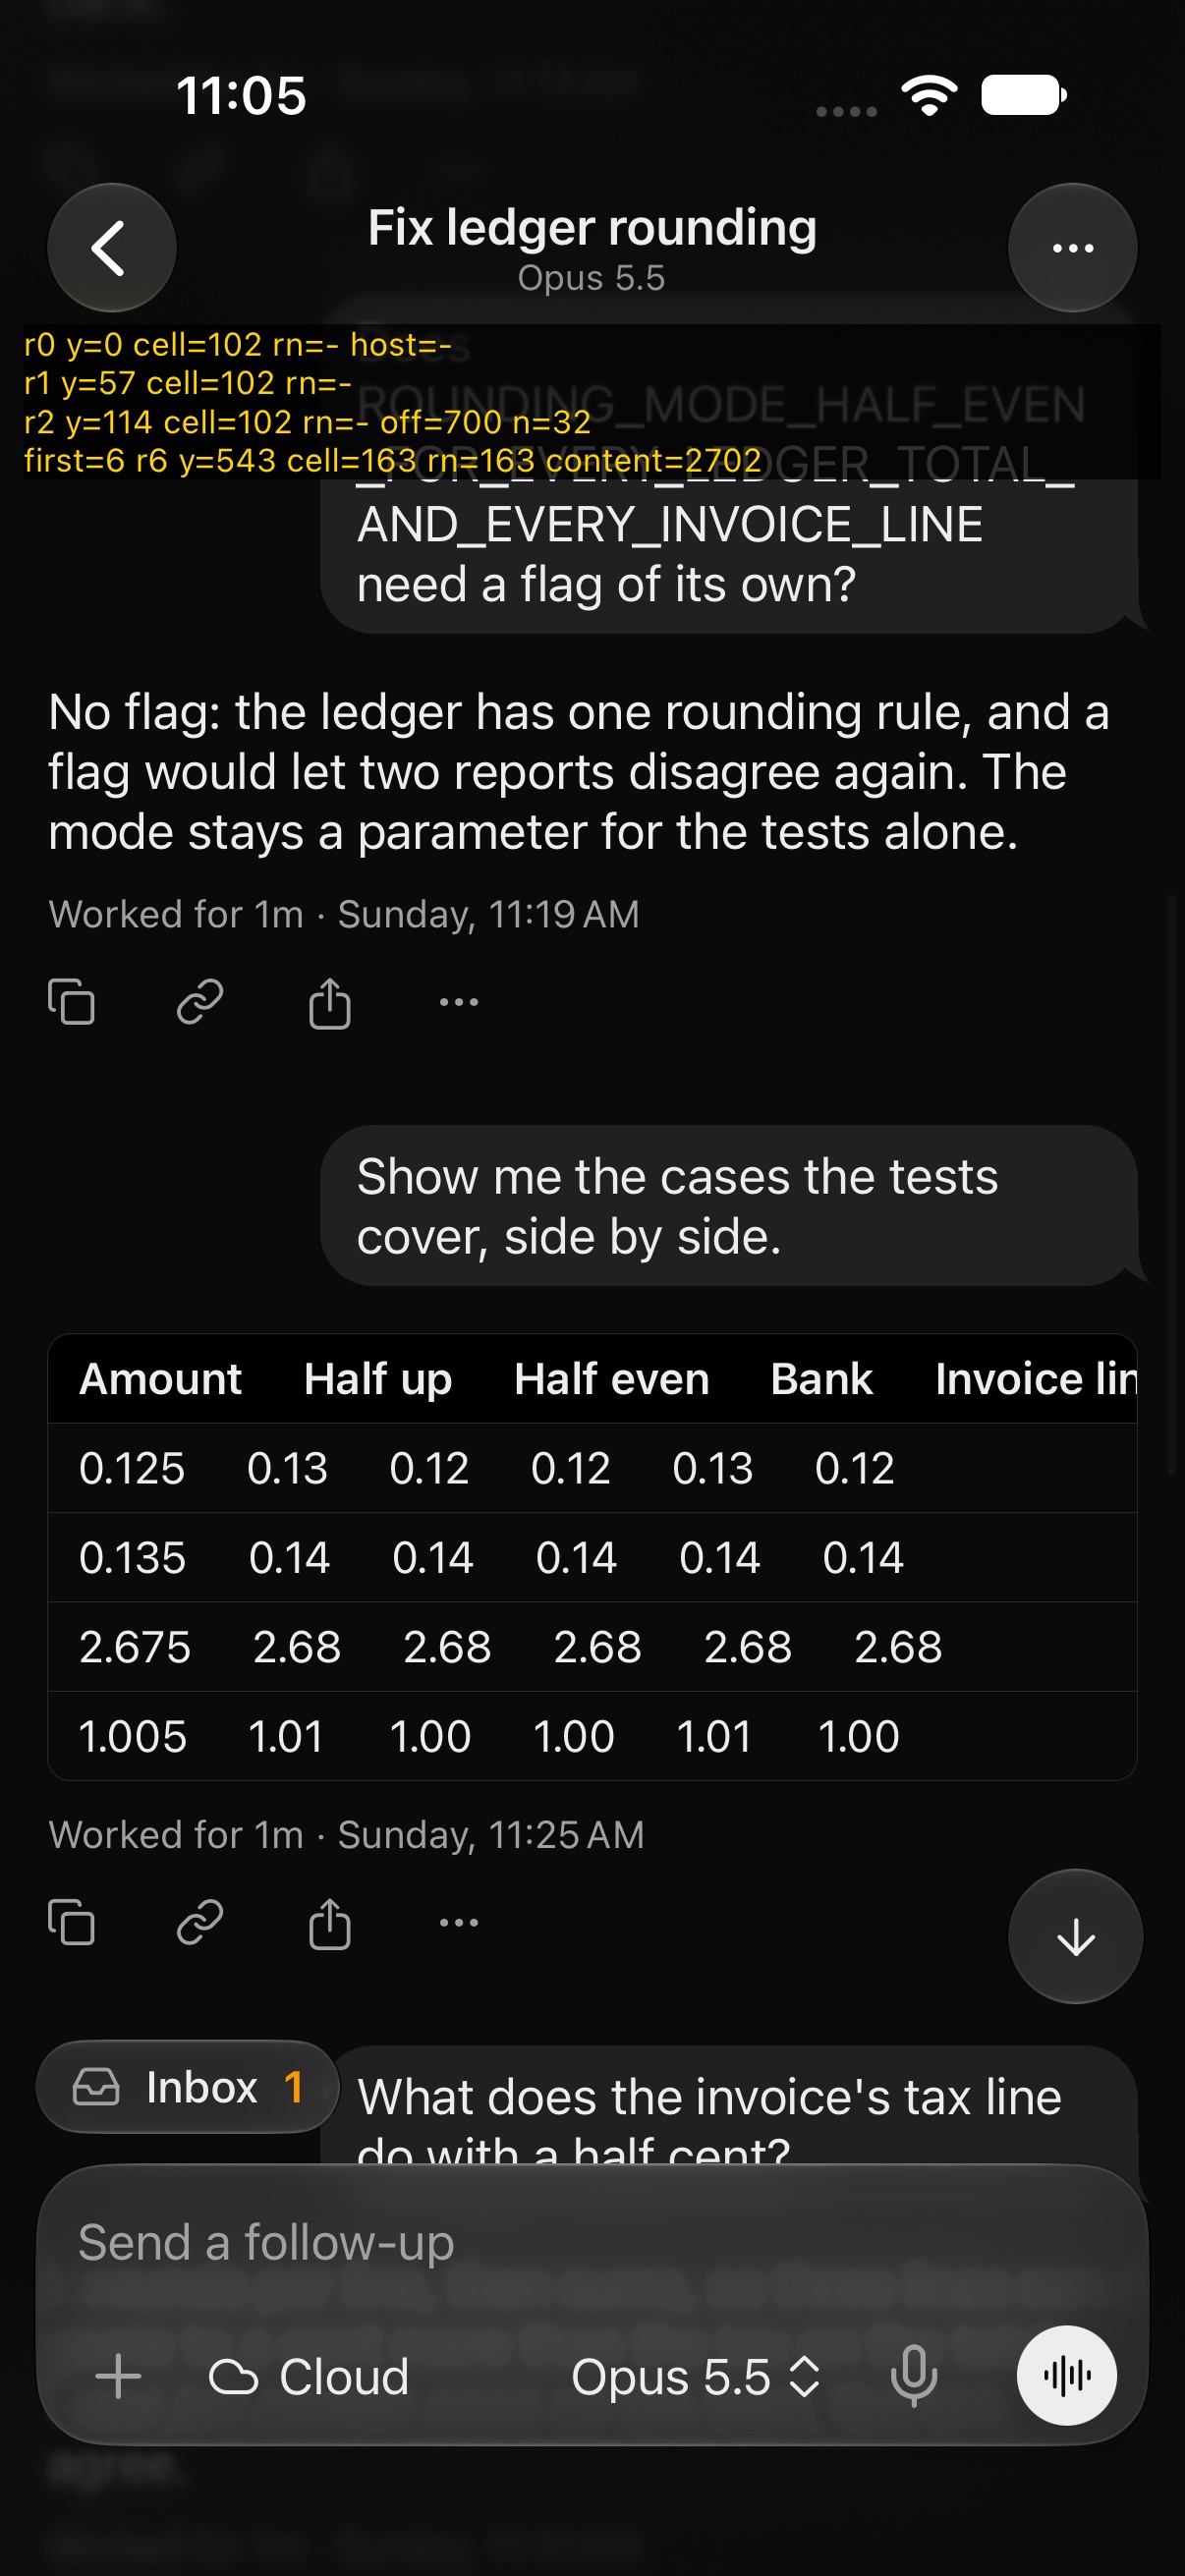 11:05
Fix ledger rounding
Opus 5.5
r0 y=0 cell=102 rn=- host=-
r1 y=57 cell=102 rn=-
r2 y=114 cell=102 rn=- off=700 n=32
first=6 r6 y=543 cell=163 rn=163 content=2702
Does
ROUNDING_MODE_HALF_EVEN
_FOR_EVERY_LEDGER_TOTAL_
AND_EVERY_INVOICE_LINE
need a flag of its own?
No flag: the ledger has one rounding rule, and a
flag would let two reports disagree again. The
mode stays a parameter for the tests alone.
Worked for 1m · Sunday, 11:19 AM
Show me the cases the tests
cover, side by side.
Amount Half up Half even Bank Invoice lin
0.125 0.13 0.12 0.12 0.13 0.12
0.135 0.14 0.14 0.14 0.14 0.14
2.675 2.68 2.68 2.68 2.68 2.68
1.005 1.01 1.00 1.00 1.01 1.00
Worked for 1m · Sunday, 11:25 AM
Inbox 1
What does the invoice's tax line
do with a half cent?
Send a follow-up
Cloud Opus 5.5
agree.